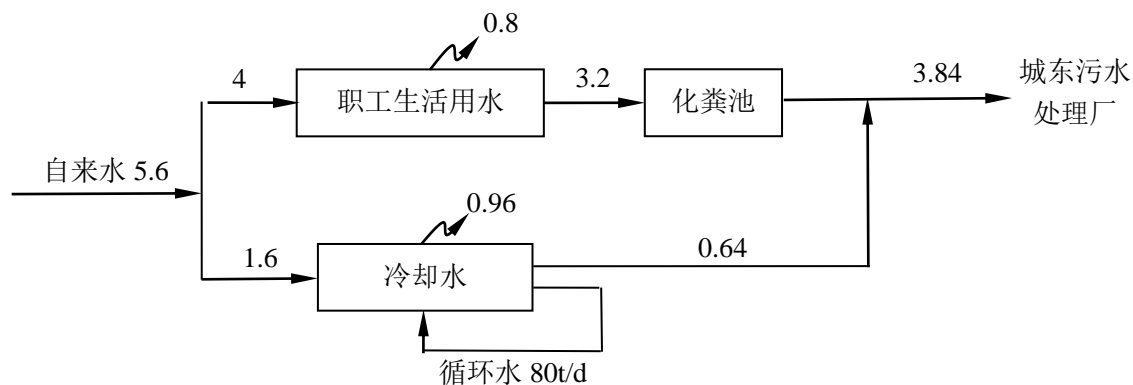 0.8
4
职工生活用水
3.2
化粪池
3.84
城东污水
处理厂
自来水 5.6
0.96
1.6
冷却水
0.64
循环水 80t/d